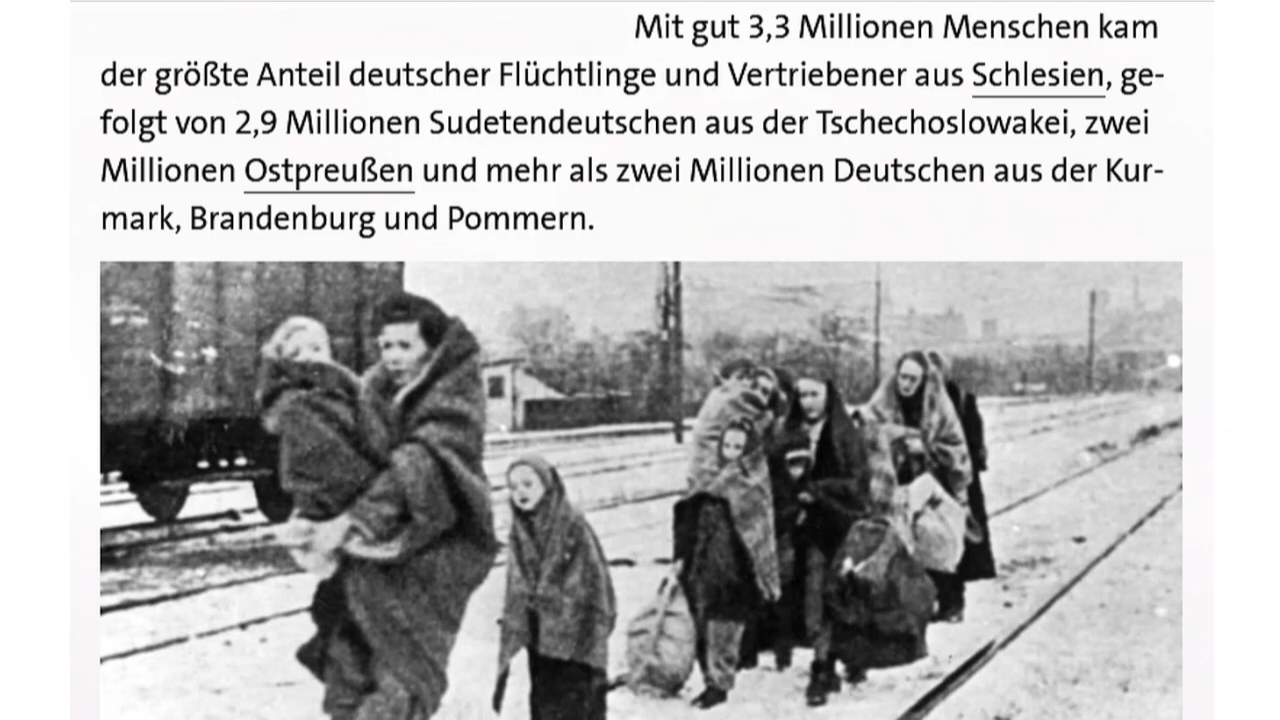 Mit gut 3,3 Millionen Menschen kam
der größte Anteil deutscher Flüchtlinge und Vertriebener aus Schlesien, ge-
folgt von 2,9 Millionen Sudetendeutschen aus der Tschechoslowakei, zwei
Millionen Ostpreußen und mehr als zwei Millionen Deutschen aus der Kur-
mark, Brandenburg und Pommern.